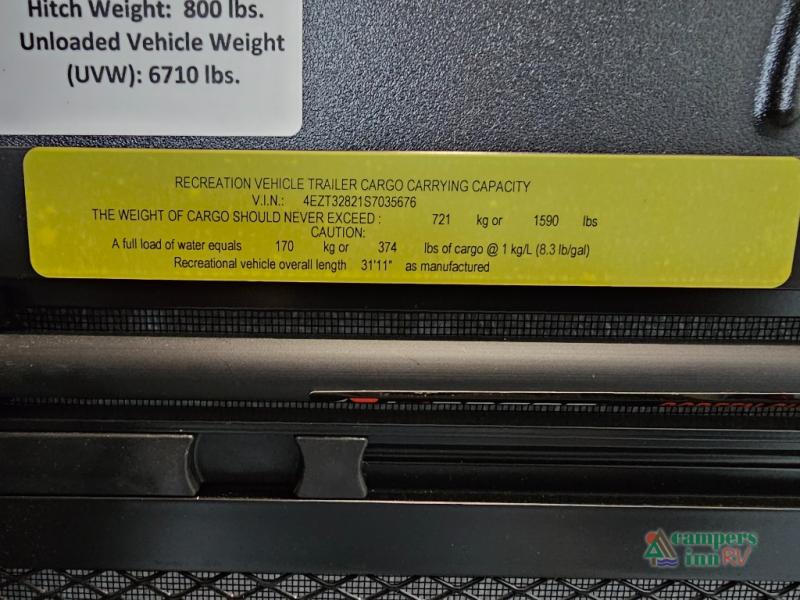 Hitch Weight: 800 lbs.
Unloaded Vehicle Weight
(UVW): 6710 lbs.
RECREATION VEHICLE TRAILER CARGO CARRYING CAPACITY
V.I.N.: 4EZT32821S7035676
THE WEIGHT OF CARGO SHOULD NEVER EXCEED : 721 kg or 1590 lbs
CAUTION:
A full load of water equals 170 kg or 374 lbs of cargo @ 1 kg/L (8.3 lb/gal)
Recreational vehicle overall length 31'11" as manufactured
campers
inn RV